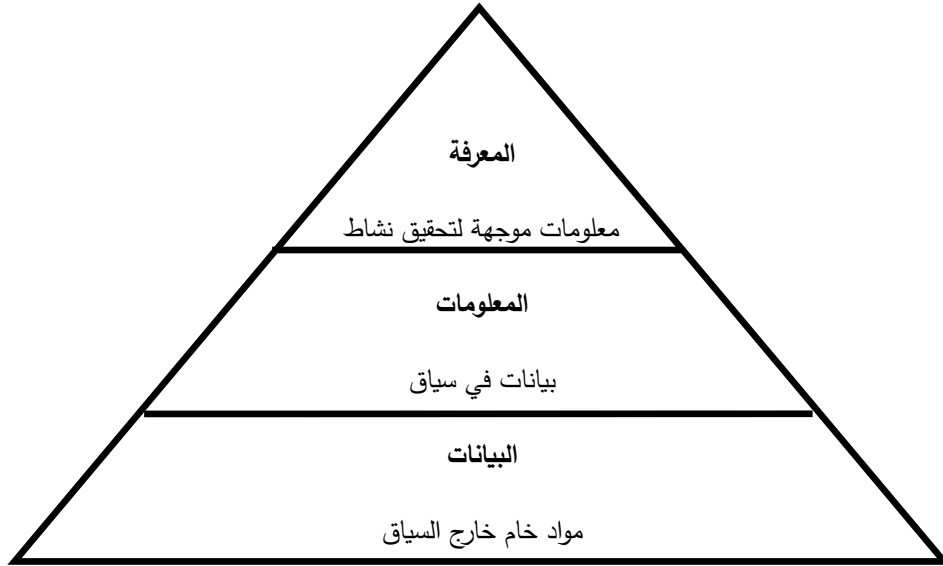 المعرفة
معلومات موجهة لتحقيق نشاط
المعلومات
بيانات في سياق
البيانات
مواد خام خارج السياق